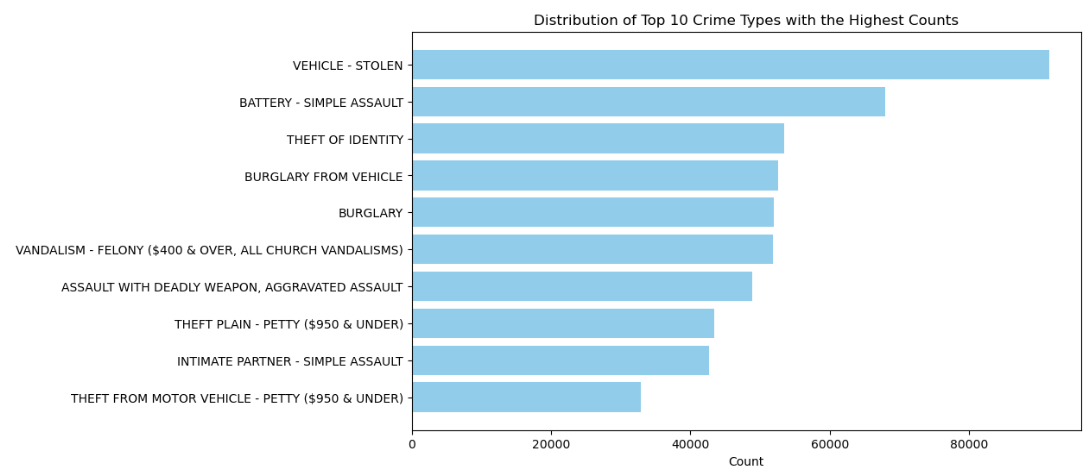 Distribution of Top 10 Crime Types with the Highest Counts
VEHICLE - STOLEN
BATTERY - SIMPLE ASSAULT
THEFT OF IDENTITY
BURGLARY FROM VEHICLE
BURGLARY
VANDALISM - FELONY ($400 & OVER, ALL CHURCH VANDALISMS)
ASSAULT WITH DEADLY WEAPON, AGGRAVATED ASSAULT
THEFT PLAIN - PETTY ($950 & UNDER)
INTIMATE PARTNER - SIMPLE ASSAULT
THEFT FROM MOTOR VEHICLE - PETTY ($950 & UNDER)
0 20000 40000 60000 80000
Count